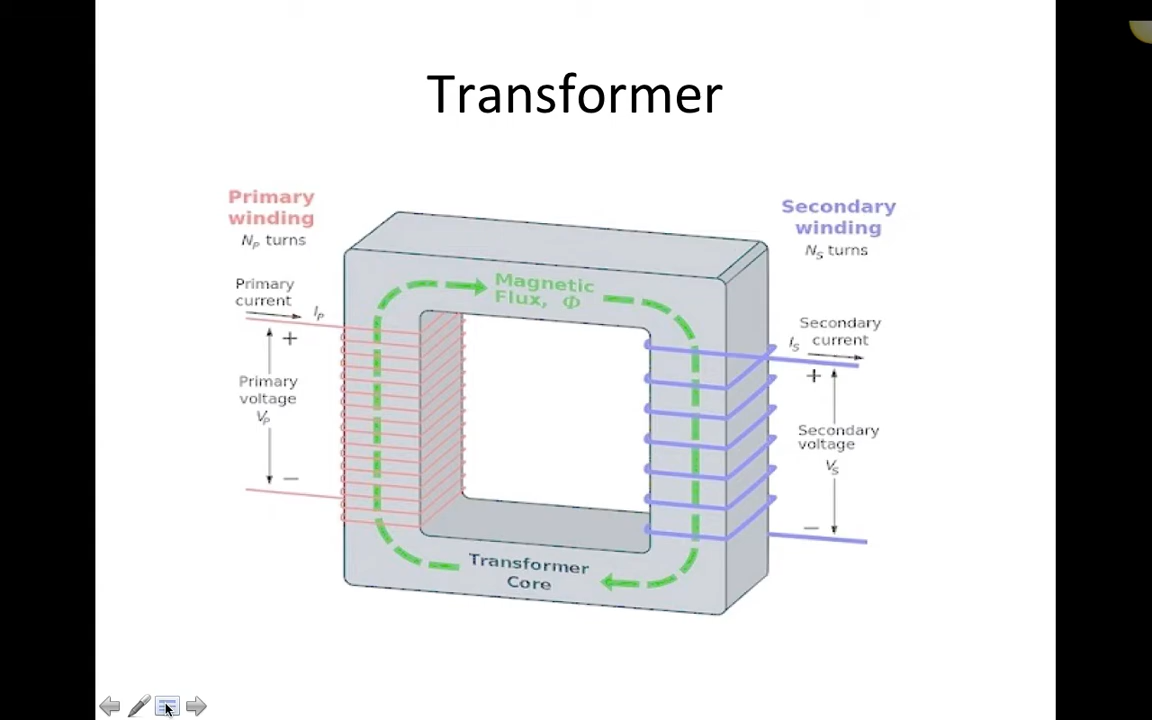 Transformer
Primary
winding
Nₚ turns
Primary
current
Iₚ
+
Primary
voltage
Vₚ
−
Magnetic
Flux, Φ
Transformer
Core
Secondary
winding
Nₛ turns
Secondary
current
Iₛ
+
Secondary
voltage
Vₛ
−